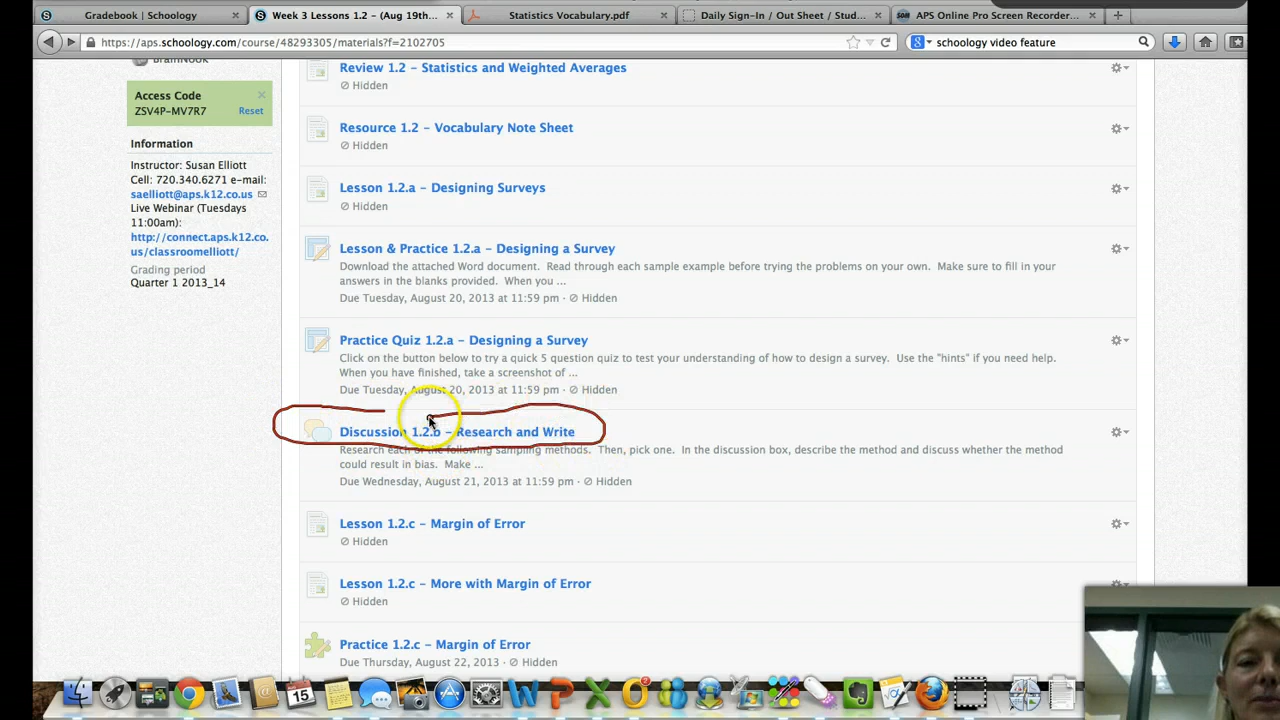 Gradebook | Schoology
Week 3 Lessons 1.2 – (Aug 19th...
Statistics Vocabulary.pdf
Daily Sign-In / Out Sheet / Stud...
APS Online Pro Screen Recorder...
https://aps.schoology.com/course/48293305/materials?f=2102705
schoology video feature
BrainNook
Access Code
ZSV4P-MV7R7 Reset
Information
Instructor: Susan Elliott
Cell: 720.340.6271 e-mail:
saelliott@aps.k12.co.us
Live Webinar (Tuesdays
11:00am):
http://connect.aps.k12.co.
us/classroomelliott/
Grading period
Quarter 1 2013_14
Review 1.2 – Statistics and Weighted Averages
Hidden
Resource 1.2 – Vocabulary Note Sheet
Hidden
Lesson 1.2.a – Designing Surveys
Hidden
Lesson & Practice 1.2.a – Designing a Survey
Download the attached Word document. Read through each sample example before trying the problems on your own. Make sure to fill in your
answers in the blanks provided. When you ...
Due Tuesday, August 20, 2013 at 11:59 pm · Hidden
Practice Quiz 1.2.a – Designing a Survey
Click on the button below to try a quick 5 question quiz to test your understanding of how to design a survey. Use the "hints" if you need help.
When you have finished, take a screenshot of ...
Due Tuesday, August 20, 2013 at 11:59 pm · Hidden
Discussion 1.2.b – Research and Write
Research each of the following sampling methods. Then, pick one. In the discussion box, describe the method and discuss whether the method
could result in bias. Make ...
Due Wednesday, August 21, 2013 at 11:59 pm · Hidden
Lesson 1.2.c – Margin of Error
Hidden
Lesson 1.2.c – More with Margin of Error
Hidden
Practice 1.2.c – Margin of Error
Due Thursday, August 22, 2013 · Hidden
15